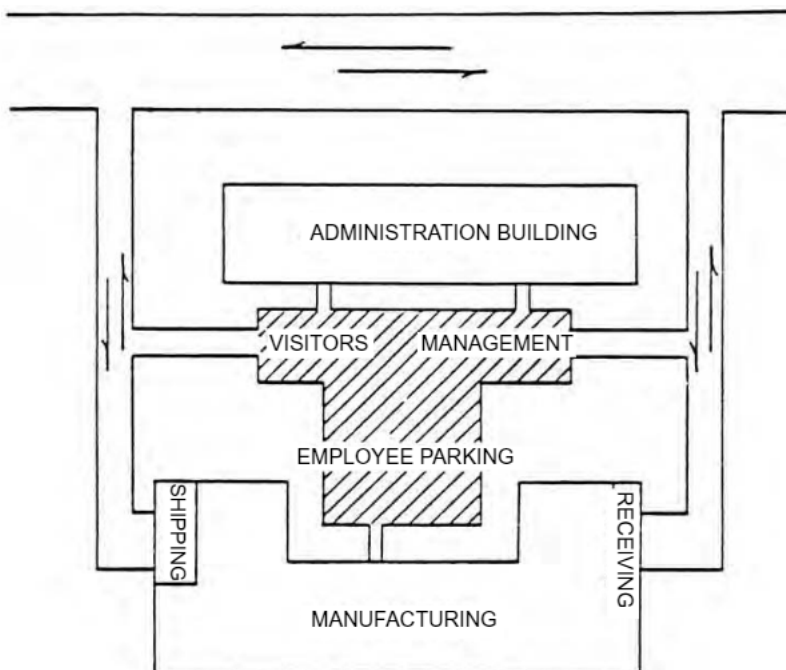 ADMINISTRATION BUILDING
VISITORS
MANAGEMENT
EMPLOYEE PARKING
SHIPPING
RECEIVING
MANUFACTURING